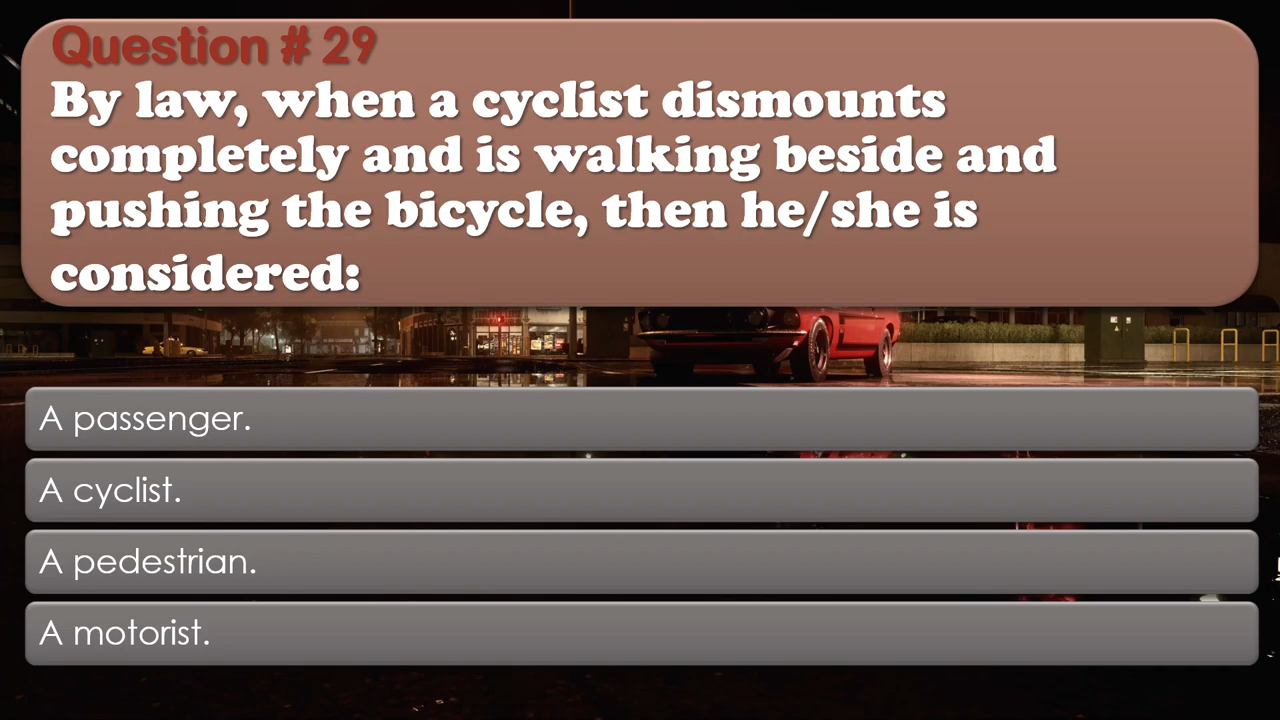 Question # 29
By law, when a cyclist dismounts
completely and is walking beside and
pushing the bicycle, then he/she is
considered:
A passenger.
A cyclist.
A pedestrian.
A motorist.